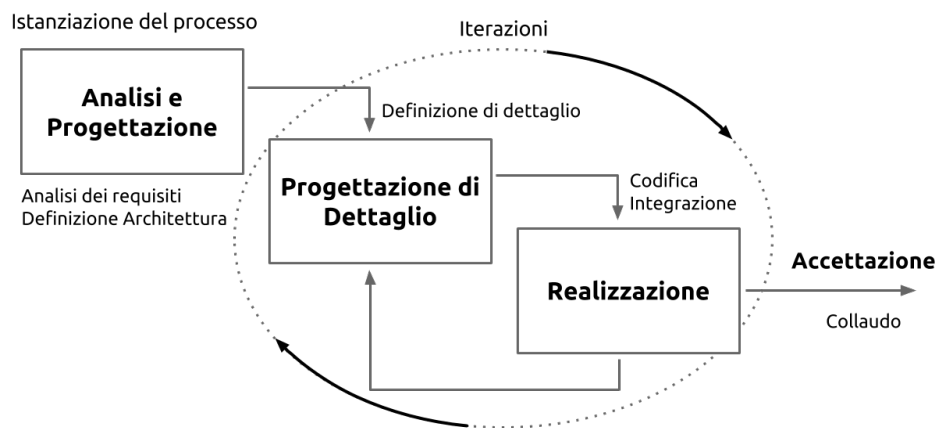 Istanziazione del processo
Iterazioni
Analisi e
Progettazione
Definizione di dettaglio
Analisi dei requisiti
Definizione Architettura
Progettazione di
Dettaglio
Codifica
Integrazione
Realizzazione
Accettazione
Collaudo